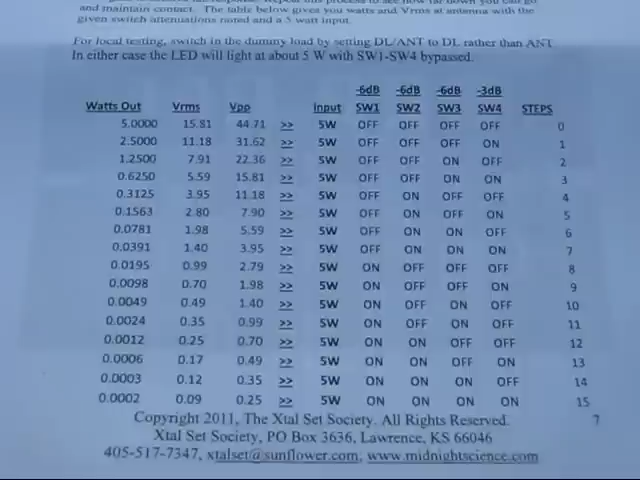 and maintain contact. The table below gives you watts and Vrms at antenna with the
given switch attenuations noted and a 5 watt input.
For local testing, switch in the dummy load by setting DL/ANT to DL rather than ANT
In either case the LED will light at about 5 W with SW1-SW4 bypassed.
-6dB -6dB -6dB -3dB
Watts Out Vrms Vpp Input SW1 SW2 SW3 SW4 STEPS
5.0000 15.81 44.71 >> 5W OFF OFF OFF OFF 0
2.5000 11.18 31.62 >> 5W OFF OFF OFF ON 1
1.2500 7.91 22.36 >> 5W OFF OFF ON OFF 2
0.6250 5.59 15.81 >> 5W OFF OFF ON ON 3
0.3125 3.95 11.18 >> 5W OFF ON OFF OFF 4
0.1563 2.80 7.90 >> 5W OFF ON OFF ON 5
0.0781 1.98 5.59 >> 5W OFF ON ON OFF 6
0.0391 1.40 3.95 >> 5W OFF ON ON ON 7
0.0195 0.99 2.79 >> 5W ON OFF OFF OFF 8
0.0098 0.70 1.98 >> 5W ON OFF OFF ON 9
0.0049 0.49 1.40 >> 5W ON OFF ON OFF 10
0.0024 0.35 0.99 >> 5W ON OFF ON OFF 11
0.0012 0.25 0.70 >> 5W ON ON OFF OFF 12
0.0006 0.17 0.49 >> 5W ON ON OFF ON 13
0.0003 0.12 0.35 >> 5W ON ON ON OFF 14
0.0002 0.09 0.25 >> 5W ON ON ON ON 15
Copyright 2011, The Xtal Set Society. All Rights Reserved. 7
Xtal Set Society, PO Box 3636, Lawrence, KS 66046
405-517-7347, xtalset@sunflower.com, www.midnightscience.com